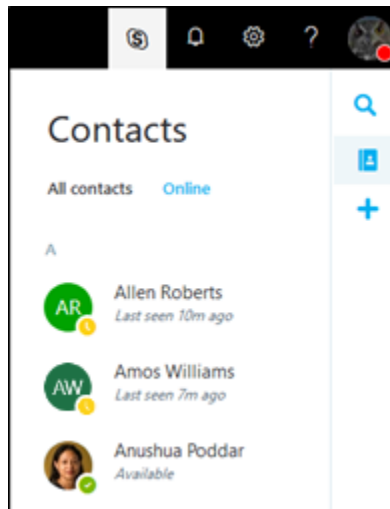 S
?
Contacts
All contacts Online
A
AR
Allen Roberts
Last seen 10m ago
AW
Amos Williams
Last seen 7m ago
Anushua Poddar
Available